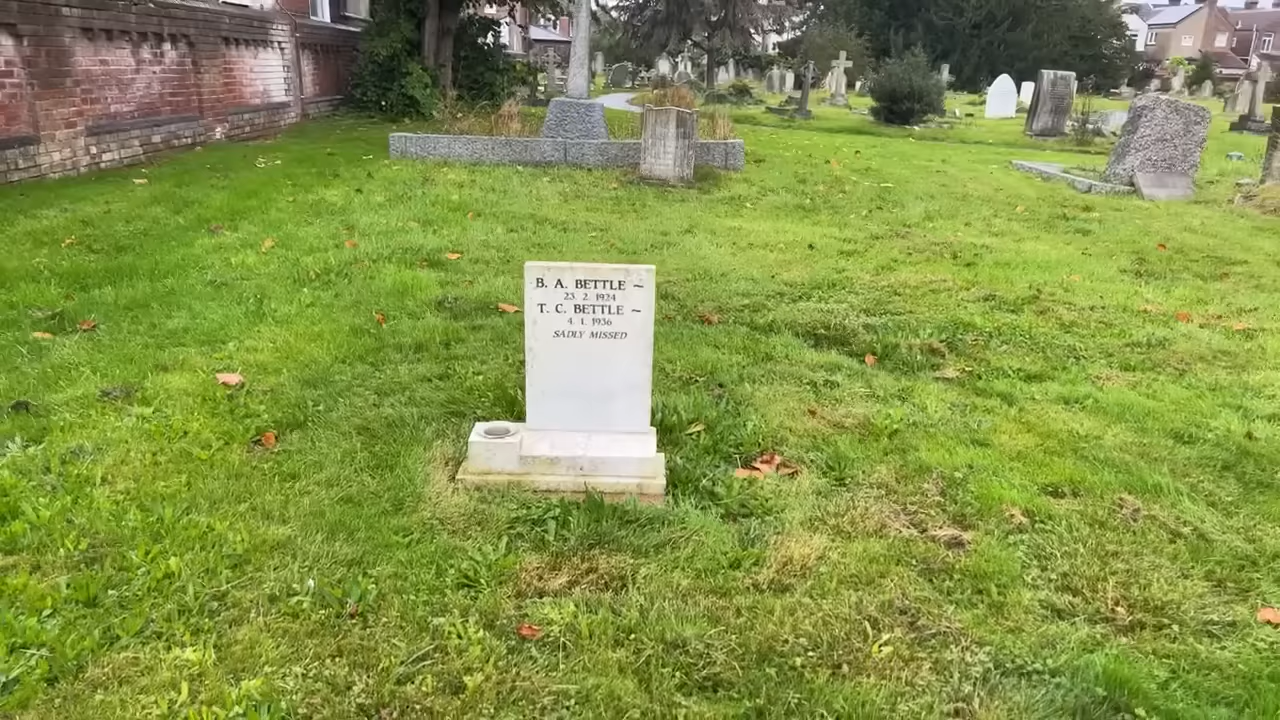 B. A. BETTLE ~
23. 2. 1924
T. C. BETTLE ~
4. 1. 1936
SADLY MISSED